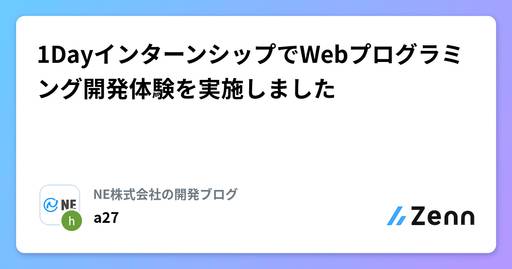 1DayインターンシップでWebプログラミ
ング開発体験を実施しました
NE株式会社の開発ブログ
NE
h
a27
Zenn